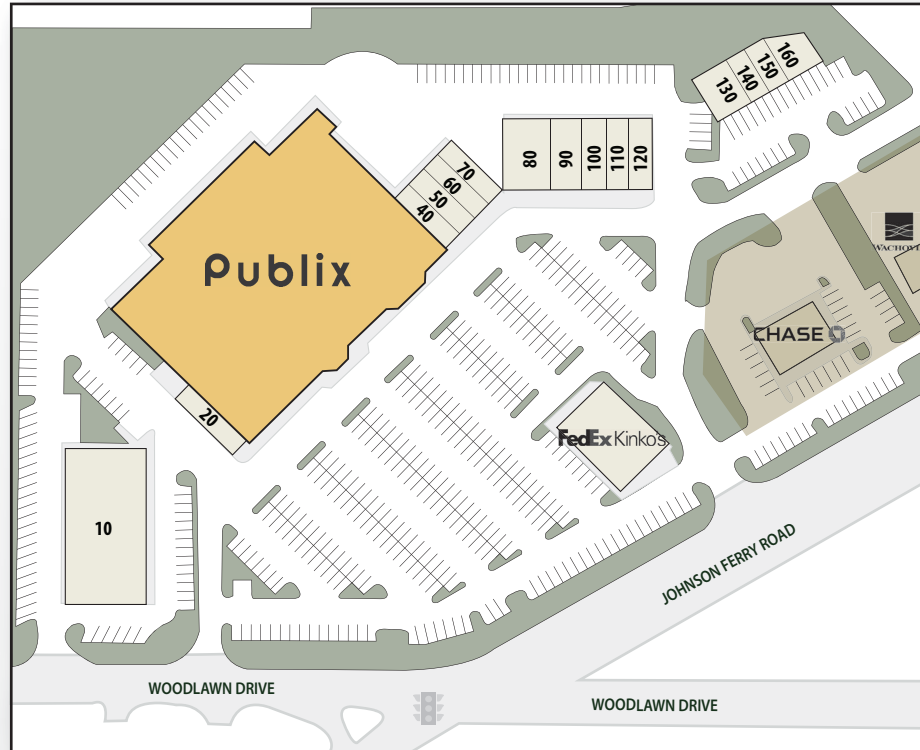 160
150
140
130
120
110
100
90
80
70
60
50
40
Publix
CHASE
20
FedEx Kinko's
10
JOHNSON FERRY ROAD
WOODLAWN DRIVE
WOODLAWN DRIVE